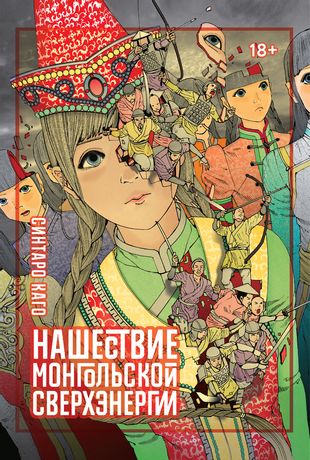 18+
СИНТАРО КАГО
НАШЕСТВИЕ
МОНГОЛЬСКОЙ
СВЕРХЭНЕРГИИ